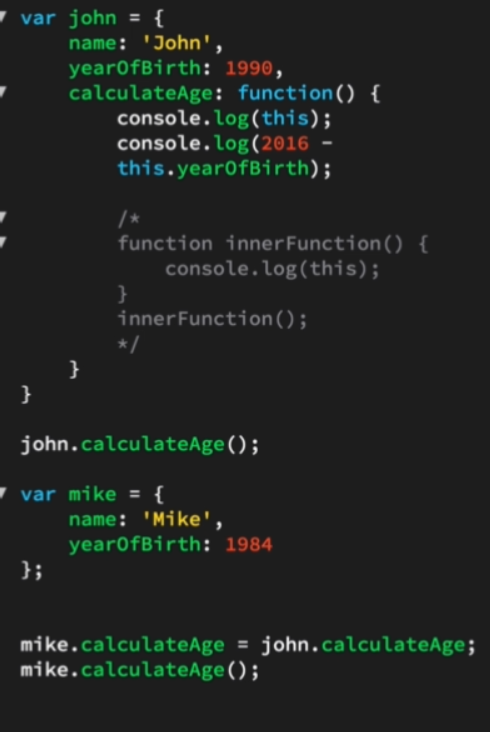 var john = {
    name: 'John',
    yearOfBirth: 1990,
    calculateAge: function() {
        console.log(this);
        console.log(2016 -
        this.yearOfBirth);
        /*
        function innerFunction() {
            console.log(this);
        }
        innerFunction();
        */
    }
}
john.calculateAge();
var mike = {
    name: 'Mike',
    yearOfBirth: 1984
};
mike.calculateAge = john.calculateAge;
mike.calculateAge();